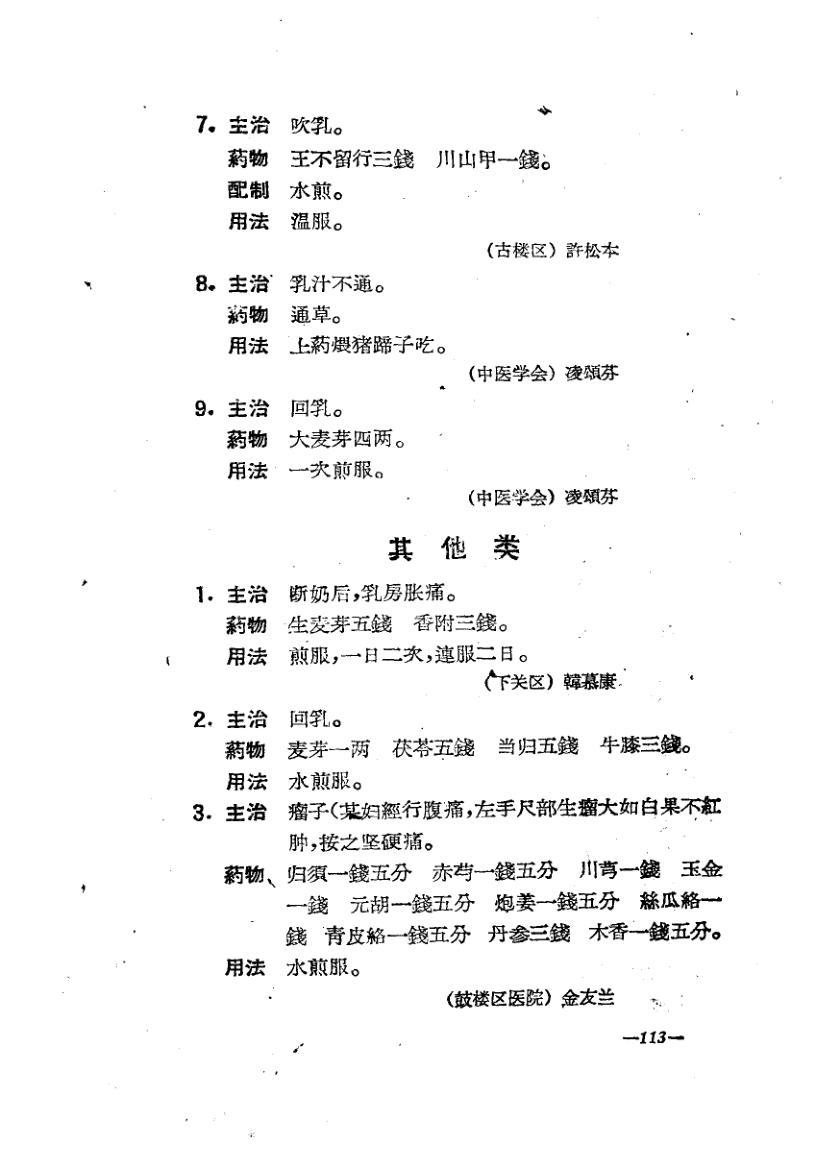 7. 主治 吹乳。
葯物 王不留行三錢 川山甲一錢。
配制 水煎。
用法 溫服。
(古楼区) 許松本
8. 主治 乳汁不通。
葯物 通草。
用法 上葯煨猪蹄子吃。
(中医学会) 凌頌芬
9. 主治 回乳。
葯物 大麦芽四两。
用法 一次煎服。
(中医学会) 凌頌芬
其他类
1. 主治 断奶后,乳房胀痛。
葯物 生麦芽五錢 香附三錢。
用法 煎服,一日二次,連服二日。
(下关区) 韓慕康
2. 主治 回乳。
葯物 麦芽一两 茯苓五錢 当归五錢 牛膝三錢。
用法 水煎服。
3. 主治 瘤子(某妇經行腹痛,左手尺部生瘤大如白果不紅
肿,按之坚硬痛。
葯物、归須一錢五分 赤芍一錢五分 川芎一錢 玉金
一錢 元胡一錢五分 炮姜一錢五分 絲瓜絡一
錢 青皮絡一錢五分 丹参三錢 木香一錢五分。
用法 水煎服。
(鼓楼区医院) 金友兰
—113—